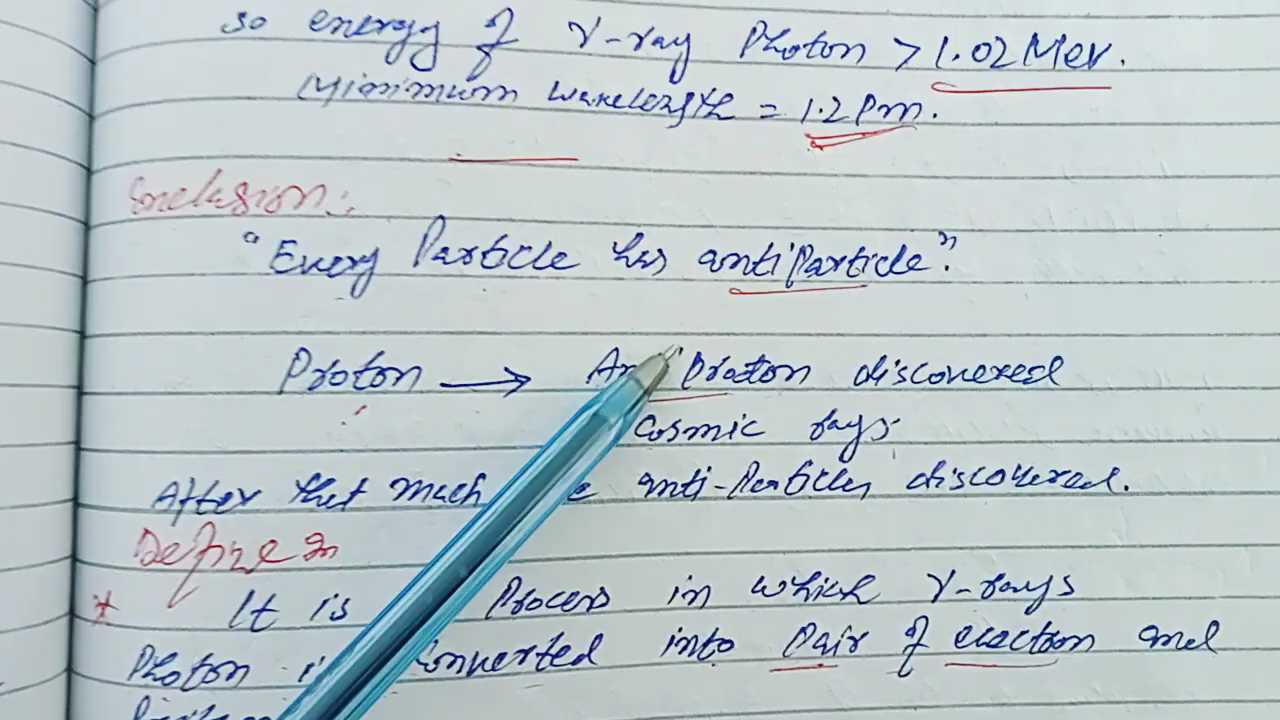 so energy of γ-ray Photon > 1.02 Mev.
Minimum wavelength = 1.2 Pm.
Conclusion:
"Every Particle has antiparticle".
Proton → Proton discovered
cosmic rays.
After that anti-Particles discovered.
Define
* It is Process in which γ-rays
Photon converted into Pair of electron and